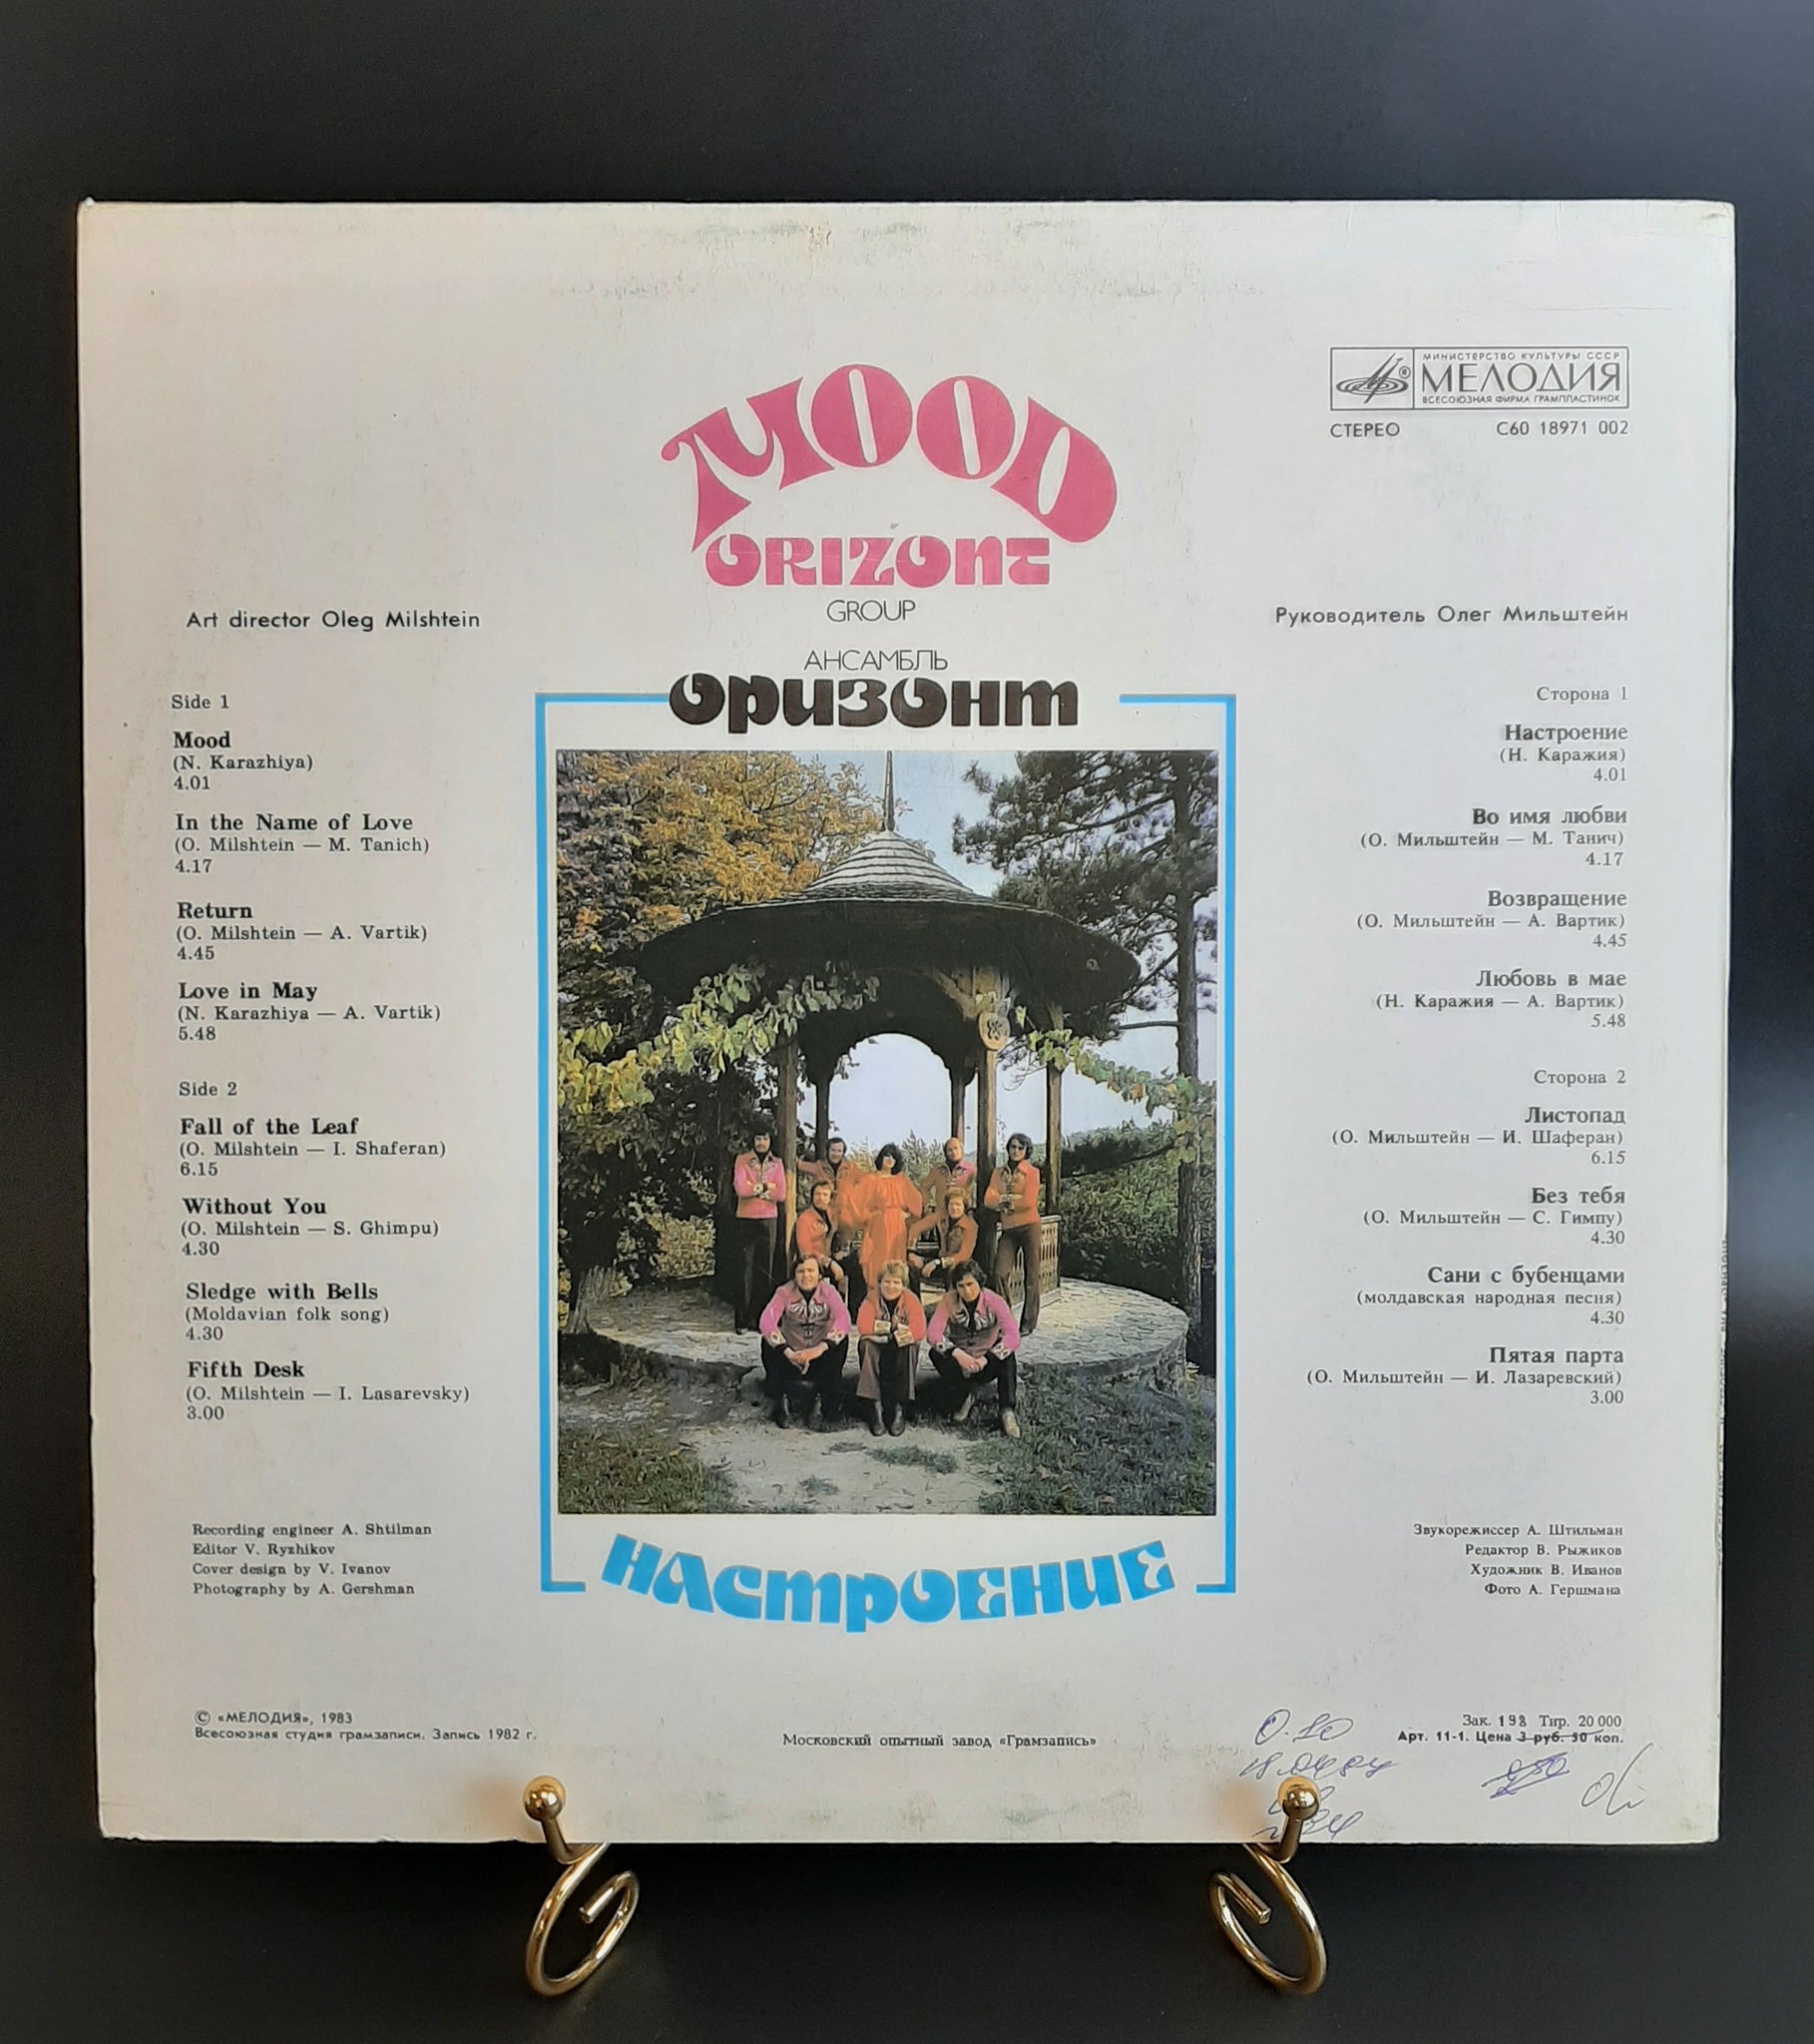 MOOD
ORIZONT
GROUP
МИНИСТЕРСТВО КУЛЬТУРЫ СССР
МЕЛОДИЯ
ВСЕСОЮЗНАЯ ФИРМА ГРАМПЛАСТИНОК
СТЕРЕО С60 18971 002
Art director Oleg Milshtein
Руководитель Олег Мильштейн
АНСАМБЛЬ
ОРИЗОНТ
Side 1
Mood
(N. Karazhiya)
4.01
In the Name of Love
(O. Milshtein — M. Tanich)
4.17
Return
(O. Milshtein — A. Vartik)
4.45
Love in May
(N. Karazhiya — A. Vartik)
5.48
Side 2
Fall of the Leaf
(O. Milshtein — I. Shaferan)
6.15
Without You
(O. Milshtein — S. Ghimpu)
4.30
Sledge with Bells
(Moldavian folk song)
4.30
Fifth Desk
(O. Milshtein — I. Lasarevsky)
3.00
Recording engineer A. Shtilman
Editor V. Ryzhikov
Cover design by V. Ivanov
Photography by A. Gershman
Сторона 1
Настроение
(Н. Каражия)
4.01
Во имя любви
(О. Мильштейн — М. Танич)
4.17
Возвращение
(О. Мильштейн — А. Вартик)
4.45
Любовь в мае
(Н. Каражия — А. Вартик)
5.48
Сторона 2
Листопад
(О. Мильштейн — И. Шаферан)
6.15
Без тебя
(О. Мильштейн — С. Гимпу)
4.30
Сани с бубенцами
(молдавская народная песня)
4.30
Пятая парта
(О. Мильштейн — И. Лазаревский)
3.00
Звукорежиссер А. Штильман
Редактор В. Рыжиков
Художник В. Иванов
Фото А. Гершмана
НАСТРОЕНИЕ
© «МЕЛОДИЯ», 1983
Всесоюзная студия грамзаписи. Запись 1982 г.
Московский опытный завод «Грамзапись»
Зак. 198 Тир. 20 000
Арт. 11-1. Цена 3 руб. 50 коп.